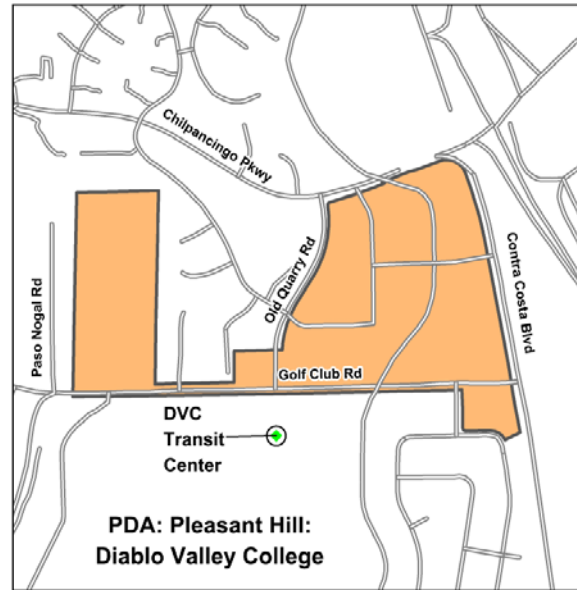 Chilpancingo Pkwy
Old Quarry Rd
Contra Costa Blvd
Paso Nogal Rd
Golf Club Rd
DVC
Transit
Center
PDA: Pleasant Hill:
Diablo Valley College